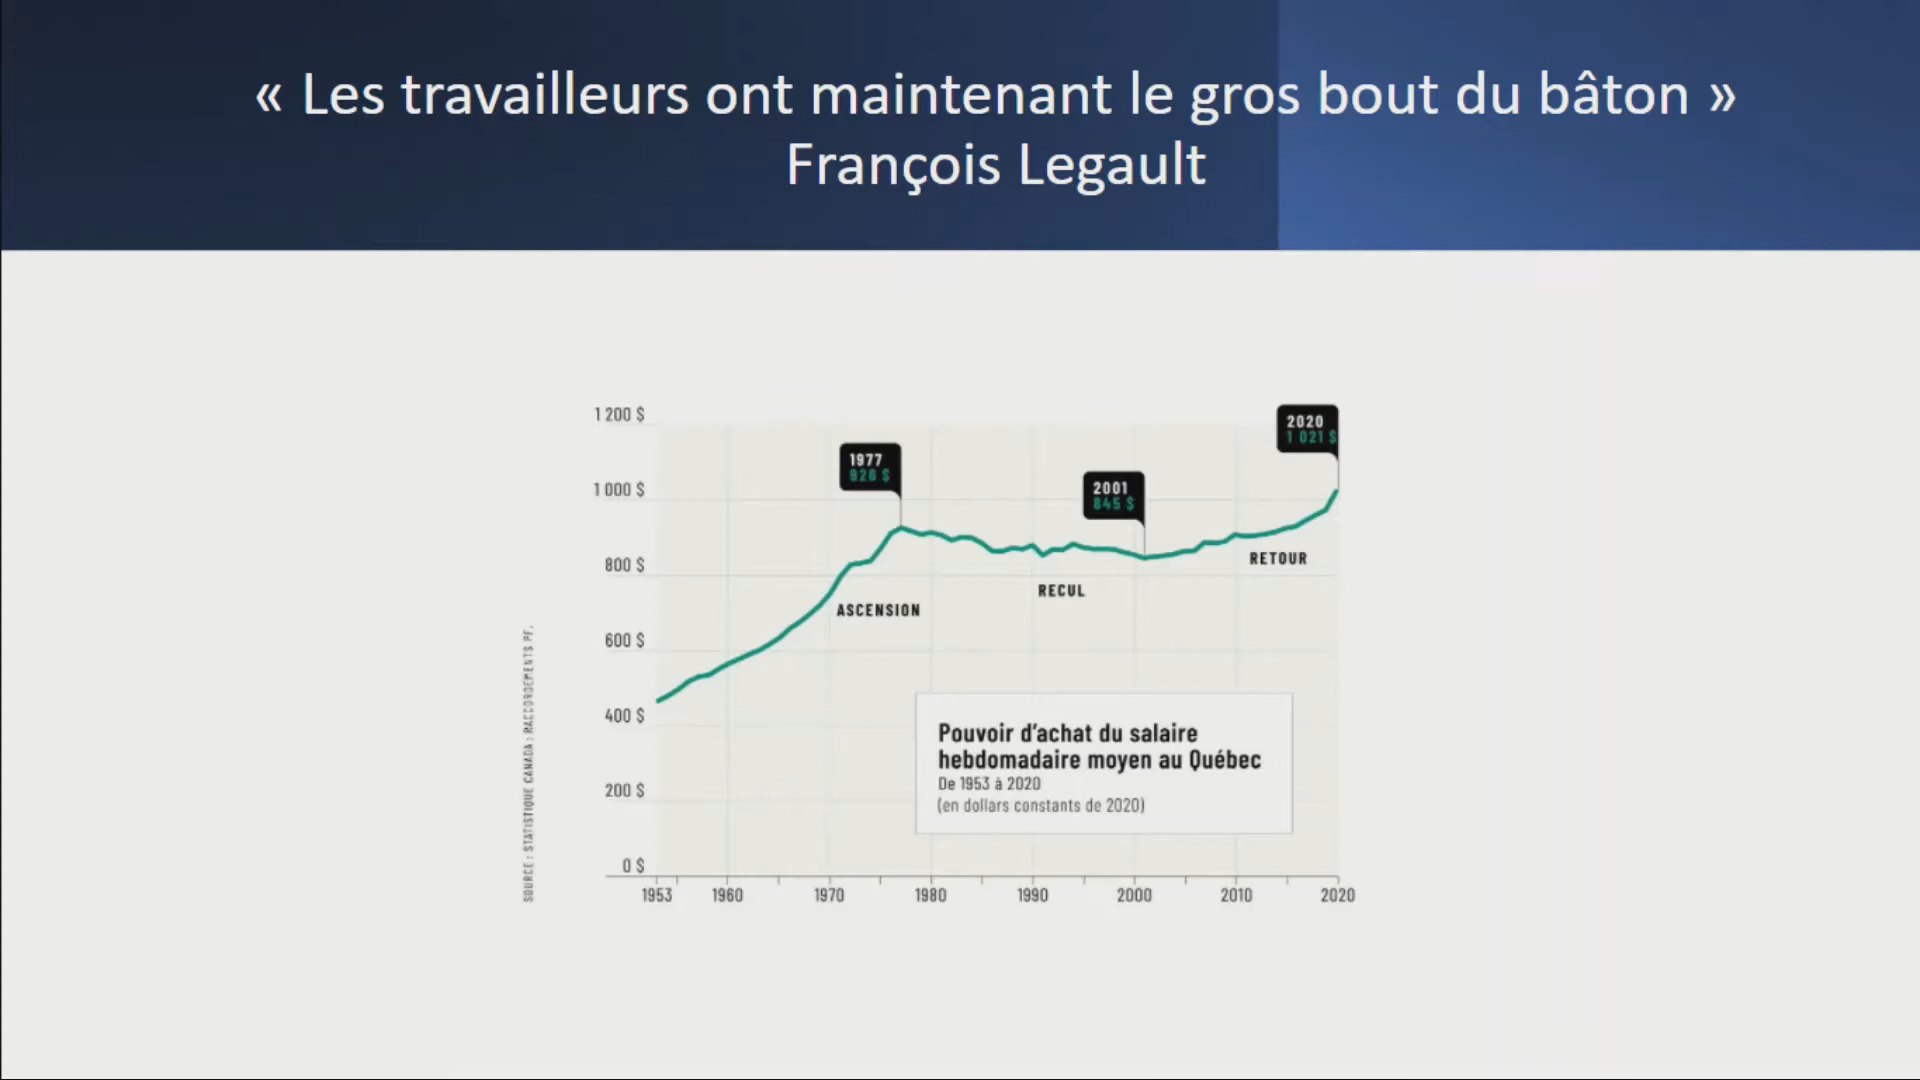 « Les travailleurs ont maintenant le gros bout du bâton »
François Legault
1 200 $
1 000 $
800 $
600 $
400 $
200 $
0 $
1953
1960
1970
1980
1990
2000
2010
2020
1977
928 $
2001
845 $
2020
1 021 $
ASCENSION
RECUL
RETOUR
Pouvoir d'achat du salaire
hebdomadaire moyen au Québec
De 1953 à 2020
(en dollars constants de 2020)
SOURCE : STATISTIQUE CANADA : RACCORDEMENTS PF.